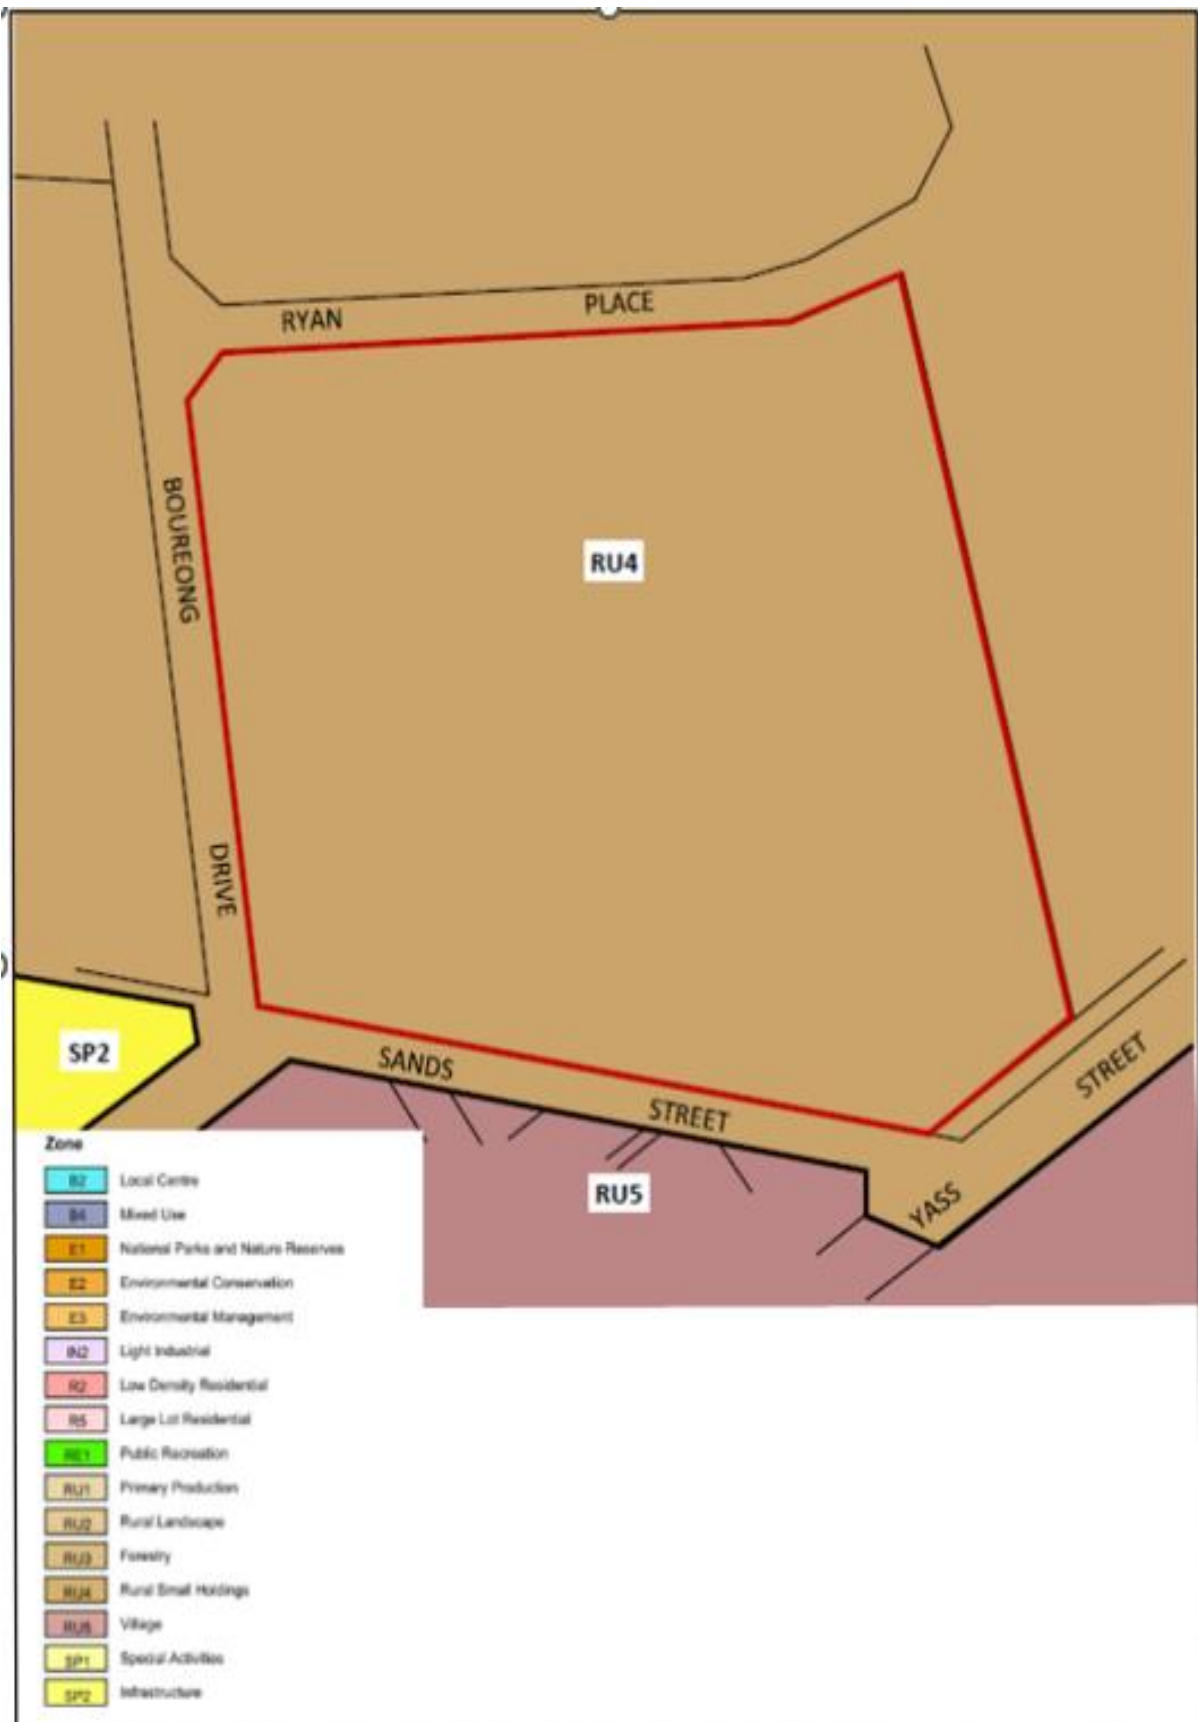 RYAN PLACE
BOUREONG
RU4
DRIVE
SP2
SANDS
STREET
STREET
RU5
YASS
Zone
B2 Local Centre
B4 Mixed Use
E1 National Parks and Nature Reserves
E2 Environmental Conservation
E3 Environmental Management
IN2 Light Industrial
R2 Low Density Residential
R5 Large Lot Residential
RE1 Public Recreation
RU1 Primary Production
RU2 Rural Landscape
RU3 Forestry
RU4 Rural Small Holdings
RU5 Village
SP1 Special Activities
SP2 Infrastructure